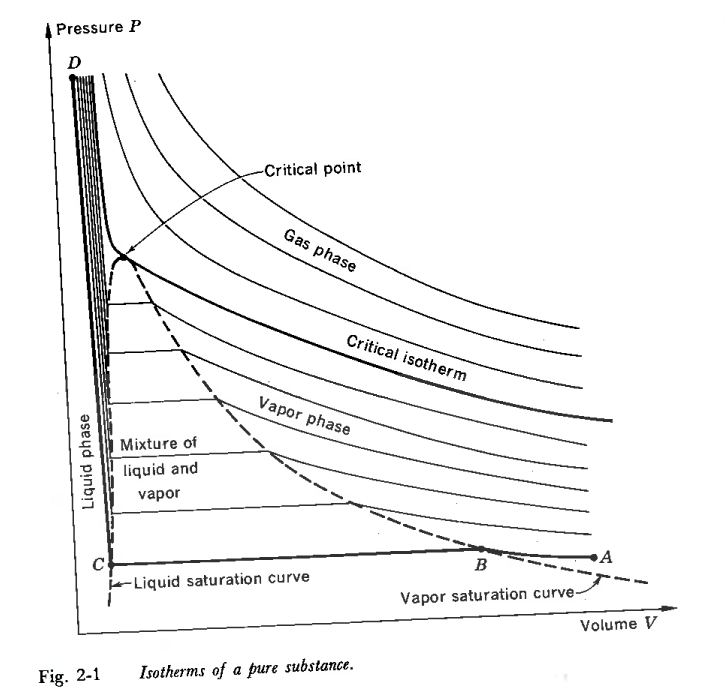 Pressure P
D
Critical point
Gas phase
Critical isotherm
Vapor phase
Liquid phase
Mixture of
liquid and
vapor
C
B
A
Liquid saturation curve
Vapor saturation curve
Volume V
Fig. 2-1 Isotherms of a pure substance.